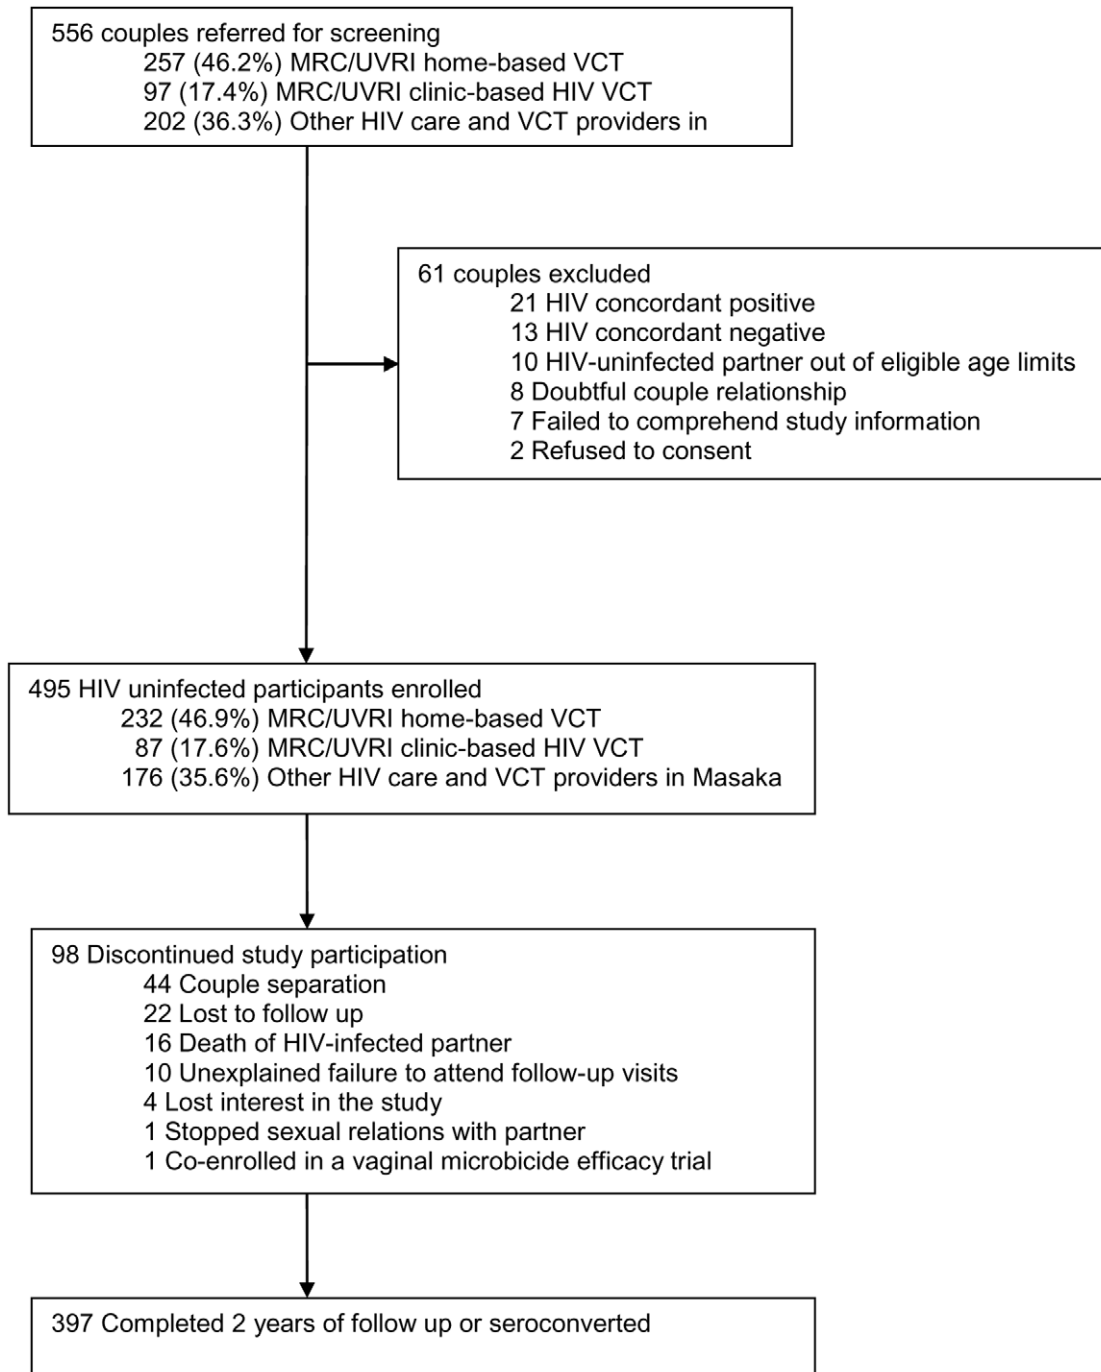 556 couples referred for screening
257 (46.2%) MRC/UVRI home-based VCT
97 (17.4%) MRC/UVRI clinic-based HIV VCT
202 (36.3%) Other HIV care and VCT providers in
61 couples excluded
21 HIV concordant positive
13 HIV concordant negative
10 HIV-uninfected partner out of eligible age limits
8 Doubtful couple relationship
7 Failed to comprehend study information
2 Refused to consent
495 HIV uninfected participants enrolled
232 (46.9%) MRC/UVRI home-based VCT
87 (17.6%) MRC/UVRI clinic-based HIV VCT
176 (35.6%) Other HIV care and VCT providers in Masaka
98 Discontinued study participation
44 Couple separation
22 Lost to follow up
16 Death of HIV-infected partner
10 Unexplained failure to attend follow-up visits
4 Lost interest in the study
1 Stopped sexual relations with partner
1 Co-enrolled in a vaginal microbicide efficacy trial
397 Completed 2 years of follow up or seroconverted